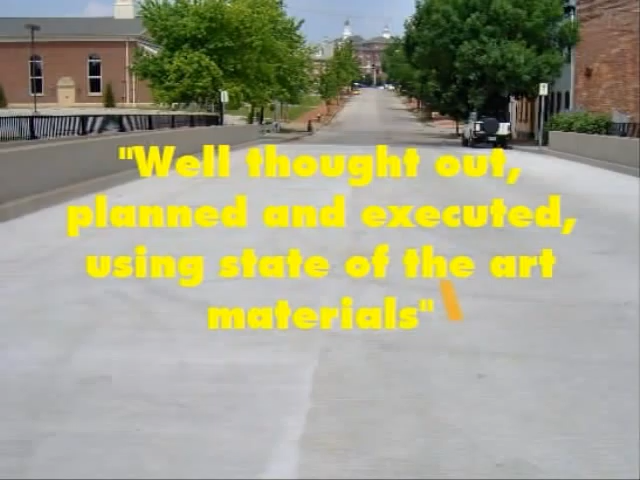 "Well thought out,
planned and executed,
using state of the art
materials"